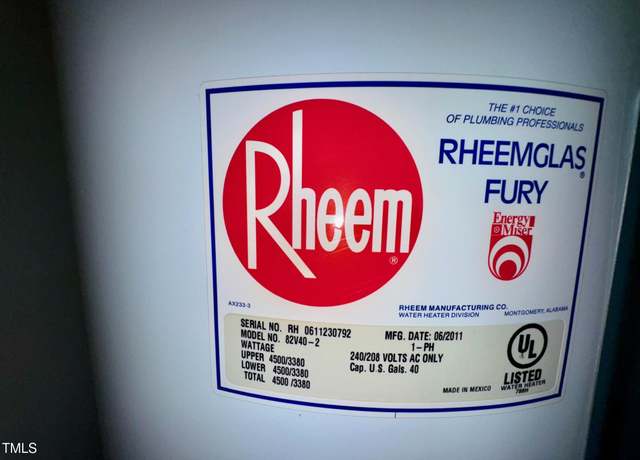 THE #1 CHOICE
OF PLUMBING PROFESSIONALS
Rheem®
RHEEMGLAS®
FURY
Energy
Miser
AX233-3
RHEEM MANUFACTURING CO.
WATER HEATER DIVISION
MONTGOMERY, ALABAMA
SERIAL NO. RH 0611230792
MFG. DATE: 06/2011
MODEL NO. 82V40-2
1-PH
WATTAGE
240/208 VOLTS AC ONLY
UPPER 4500/3380
Cap. U.S. Gals. 40
LOWER 4500/3380
TOTAL 4500/3380
MADE IN MEXICO
UL
LISTED
WATER HEATER
TMLS